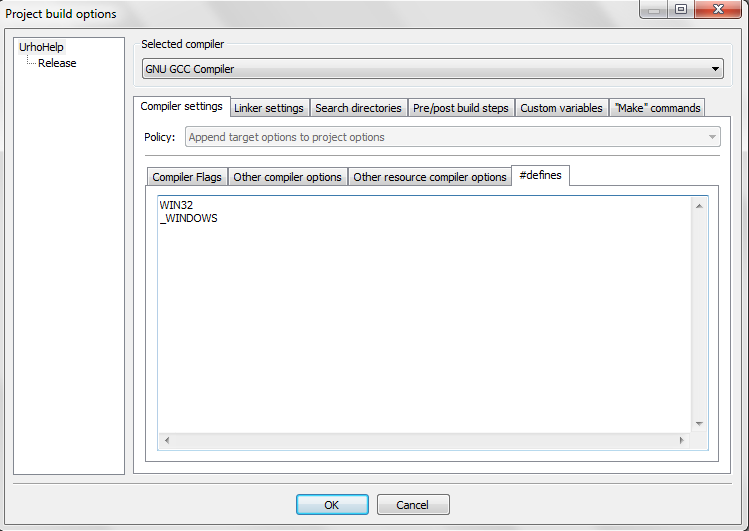 Project build options
UrhoHelp
Release
Selected compiler
GNU GCC Compiler
Compiler settings
Linker settings
Search directories
Pre/post build steps
Custom variables
"Make" commands
Policy:
Append target options to project options
Compiler Flags
Other compiler options
Other resource compiler options
#defines
WIN32
_WINDOWS
OK
Cancel